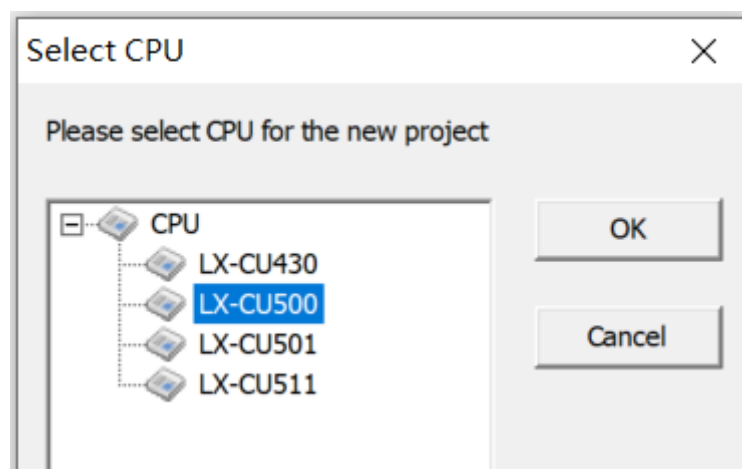 Select CPU
Please select CPU for the new project
CPU
LX-CU430
LX-CU500
LX-CU501
LX-CU511
OK
Cancel